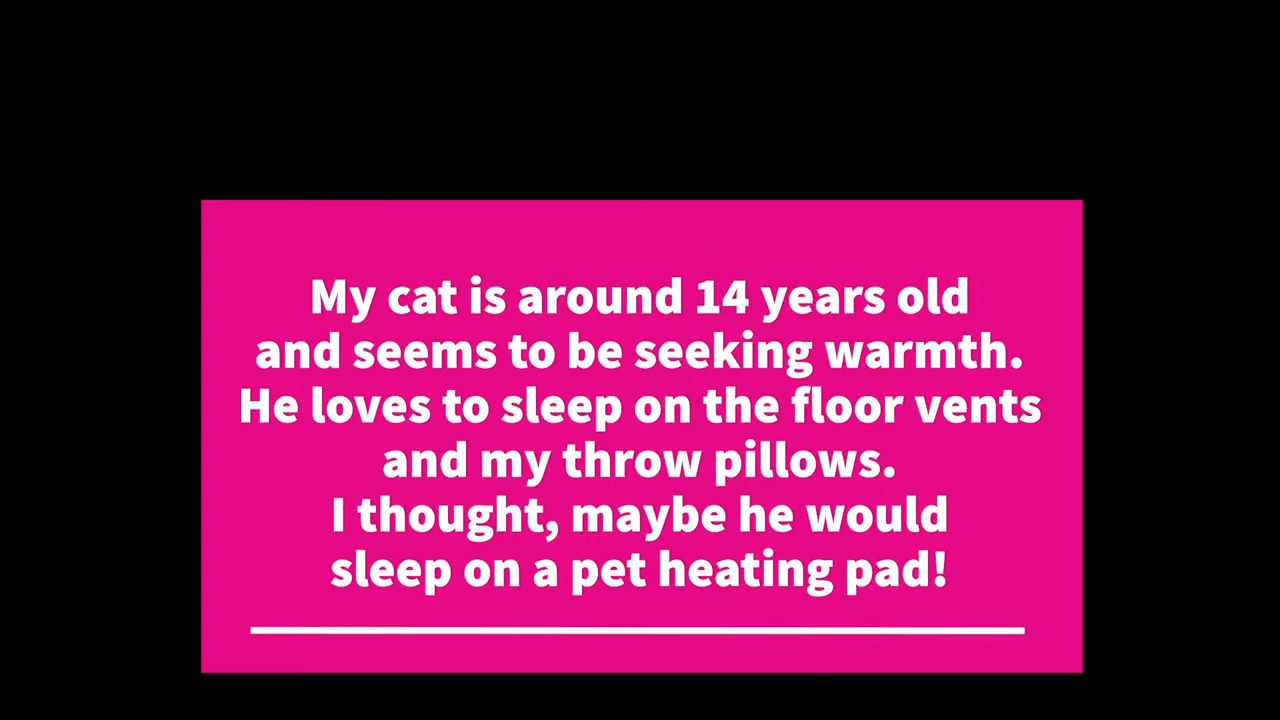 My cat is around 14 years old
and seems to be seeking warmth.
He loves to sleep on the floor vents
and my throw pillows.
I thought, maybe he would
sleep on a pet heating pad!